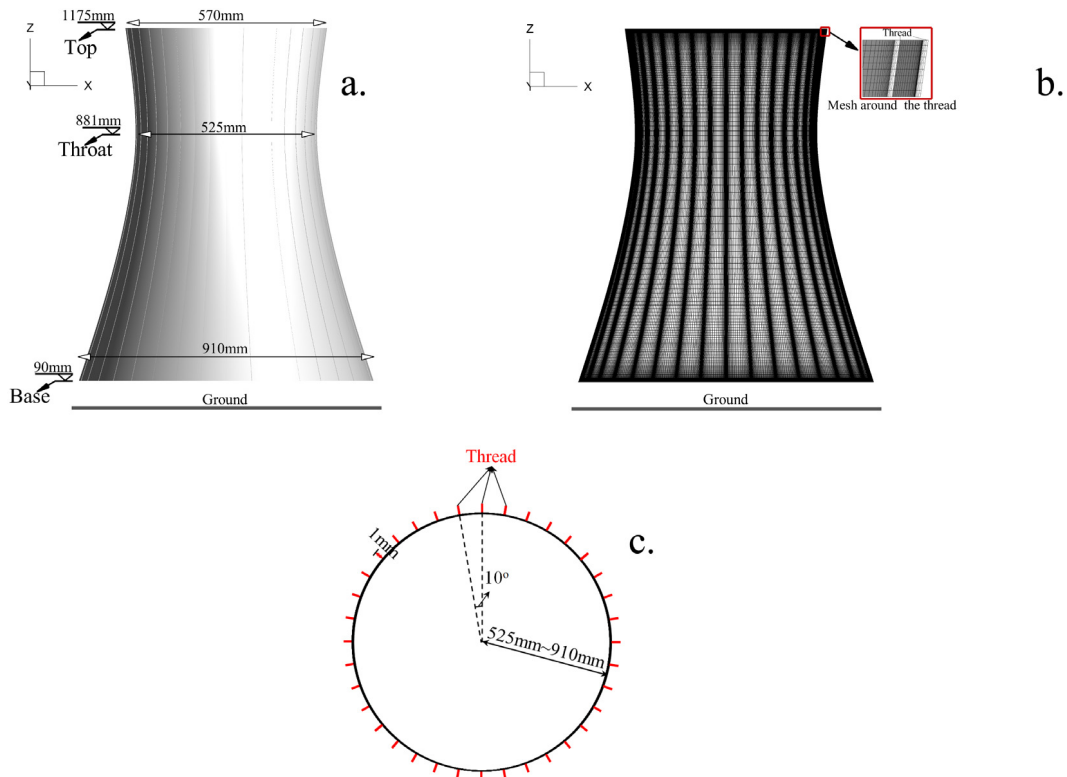 1175mm
570mm
Z
Top
X
a.
881mm
525mm
Throat
910mm
90mm
Base
Ground
Z
X
Thread
Mesh around the thread
b.
Ground
Thread
1mm
10°
525mm~910mm
c.